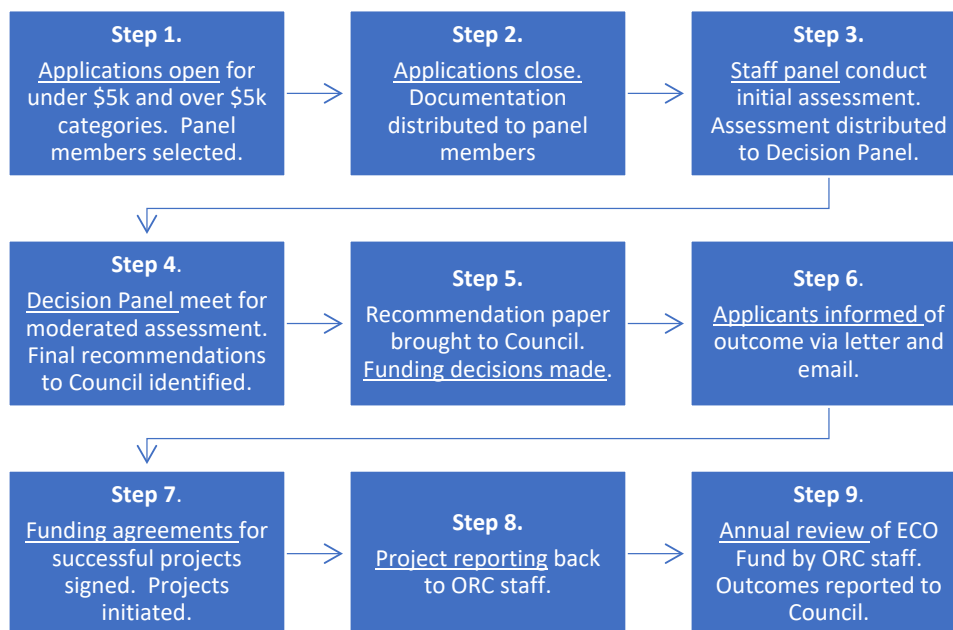 Step 1.
Applications open for
under $5k and over $5k
categories.  Panel
members selected.
Step 2.
Applications close.
Documentation
distributed to panel
members
Step 3.
Staff panel conduct
initial assessment.
Assessment distributed
to Decision Panel.
Step 4.
Decision Panel meet for
moderated assessment.
Final recommendations
to Council identified.
Step 5.
Recommendation paper
brought to Council.
Funding decisions made.
Step 6.
Applicants informed of
outcome via letter and
email.
Step 7.
Funding agreements for
successful projects
signed.  Projects
initiated.
Step 8.
Project reporting back
to ORC staff.
Step 9.
Annual review of ECO
Fund by ORC staff.
Outcomes reported to
Council.